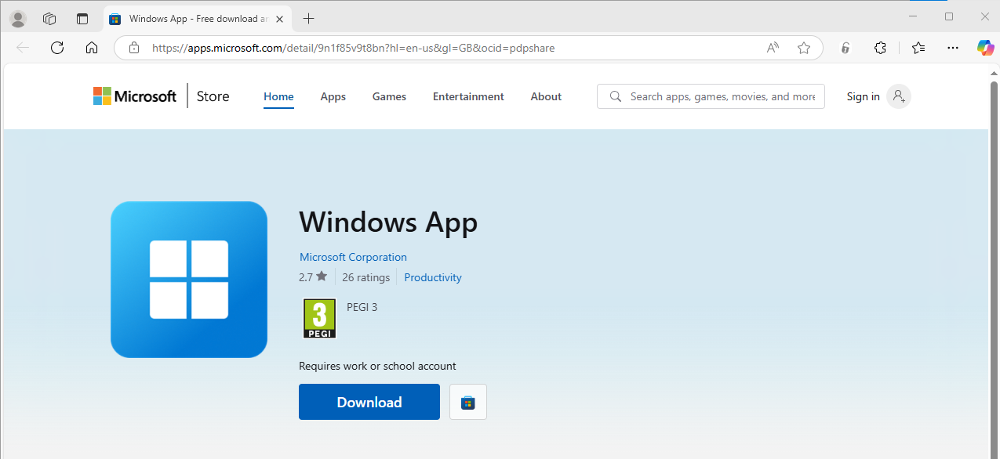 Windows App - Free download an
https://apps.microsoft.com/detail/9n1f85v9t8bn?hl=en-us&gl=GB&ocid=pdpshare
Microsoft Store Home Apps Games Entertainment About Search apps, games, movies, and more Sign in
Windows App
Microsoft Corporation
2.7 26 ratings Productivity
3 PEGI 3
PEGI
Requires work or school account
Download